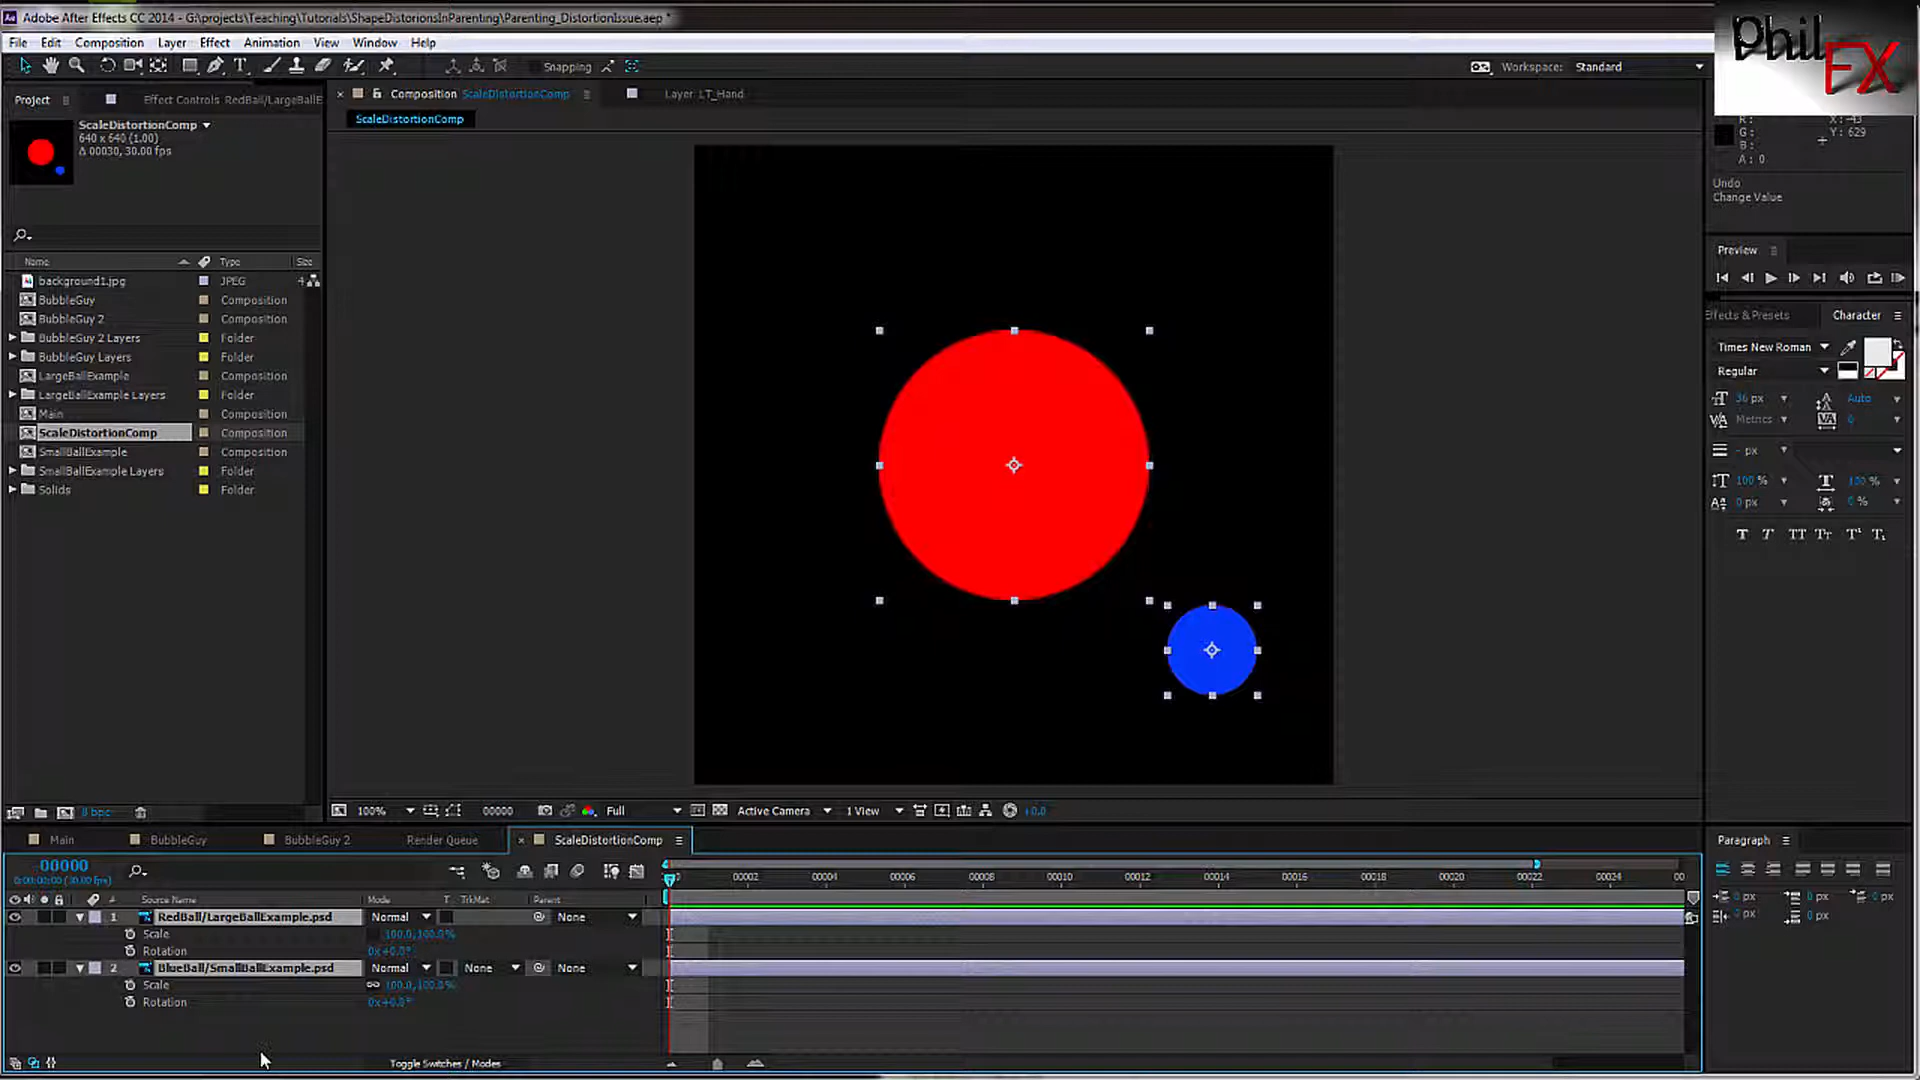 Adobe After Effects CC 2014 - G:\projects\Teaching\Tutorials\ShapeDistorionsInParenting\Parenting_DistortionIssue.aep *
File Edit Composition Layer Effect Animation View Window Help
Snapping
Workspace: Standard
Phil FX
Project
Effect Controls: RedBall/LargeBallE
Composition ScaleDistortionComp
Layer: LT_Hand
ScaleDistortionComp
ScaleDistortionComp
640 x 640 (1.00)
Δ 00030, 30.00 fps
R:
G:
B:
A: 0
X: -43
Y: 629
Undo
Change Value
Preview
Name Type Size
background1.jpg JPEG 4
BubbleGuy Composition
BubbleGuy 2 Composition
BubbleGuy 2 Layers Folder
BubbleGuy Layers Folder
LargeBallExample Composition
LargeBallExample Layers Folder
Main Composition
ScaleDistortionComp Composition
SmallBallExample Composition
SmallBallExample Layers Folder
Solids Folder
Effects & Presets Character
Times New Roman
Regular
36 px Auto
Metrics 0
- px
100 % 100 %
0 px 0 %
T T TT Tr T¹ T₁
8 bpc
100% 00000 Full Active Camera 1 View +0.0
Main BubbleGuy BubbleGuy 2 Render Queue ScaleDistortionComp
Paragraph
00000
0:00:00:00 (30.00 fps)
00002 00004 00006 00008 00010 00012 00014 00016 00018 00020 00022 00024 00
# Source Name Mode T TrkMat Parent
1 RedBall/LargeBallExample.psd Normal None
Scale 100.0,100.0%
Rotation 0x+0.0°
2 BlueBall/SmallBallExample.psd Normal None None
Scale 100.0,100.0%
Rotation 0x+0.0°
0 px 0 px 0 px
0 px 0 px
Toggle Switches / Modes